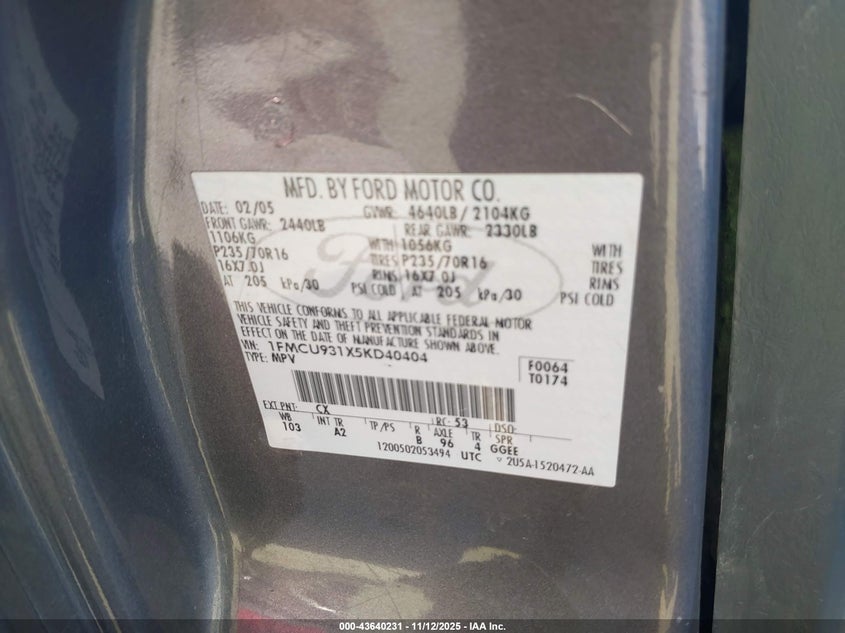 MFD. BY FORD MOTOR CO.
DATE: 02/05 GVWR: 4640LB / 2104KG
FRONT GAWR: 2440LB REAR GAWR: 2330LB
1106KG WITH 1056KG WITH
P235/70R16 TIRES P235/70R16 TIRES
16X7.0J RIMS 16X7.0J RIMS
AT 205 kPa/30 PSI COLD AT 205 kPa/30 PSI COLD
Ford
THIS VEHICLE CONFORMS TO ALL APPLICABLE FEDERAL MOTOR
VEHICLE SAFETY AND THEFT PREVENTION STANDARDS IN
EFFECT ON THE DATE OF MANUFACTURE SHOWN ABOVE.
VIN: 1FMCU931X5KD40404
TYPE: MPV
F0064
T0174
EXT PNT: CX RC: 53 DSO:
WB INT TR TP/PS R AXLE TR SPR
103 A2 B 96 4 GGEE
1200502053494 UTC 2U5A-1520472-AA
000-43640231 - 11/12/2025 - IAA Inc.